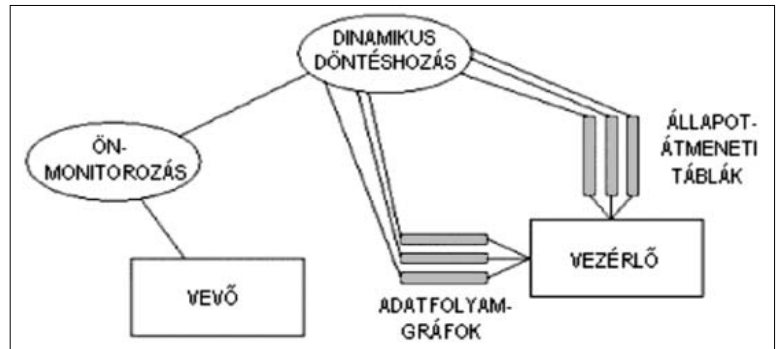 DINAMIKUS
DÖNTÉSHOZÁS
ÖN-
MONITOROZÁS
ÁLLAPOT-
ÁTMENETI
TÁBLÁK
VEZÉRLŐ
VEVŐ
ADATFOLYAM-
GRÁFOK